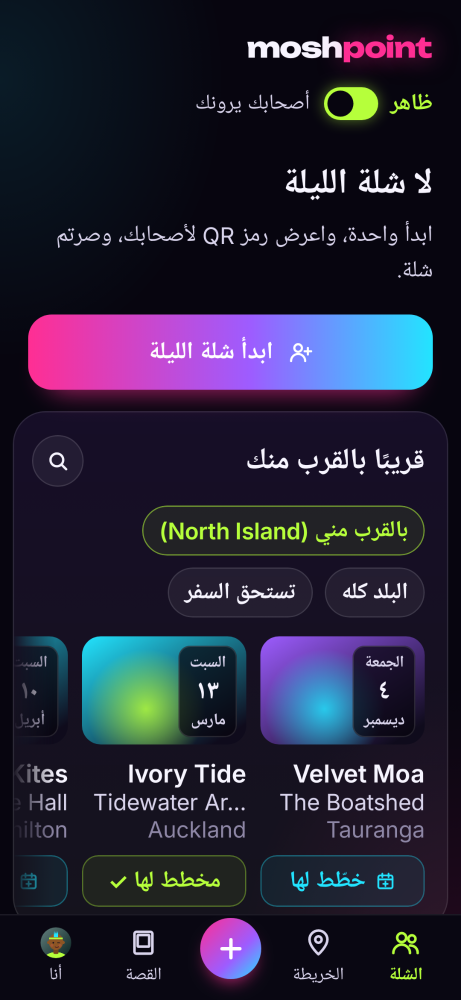 moshpoint
ظاهر
أصحابك يرونك
لا شلة الليلة
ابدأ واحدة، واعرض رمز QR لأصحابك، وصرتم
شلة.
ابدأ شلة الليلة
قريبًا بالقرب منك
بالقرب مني (North Island)
البلد كله
تستحق السفر
الجمعة
٤
ديسمبر
Velvet Moa
The Boatshed
Tauranga
خطّط لها
السبت
١٣
مارس
Ivory Tide
Tidewater Ar...
Auckland
مخطط لها
السبت
١٠
أبريل
Kites
Hall
الشلة
الخريطة
القصة
أنا